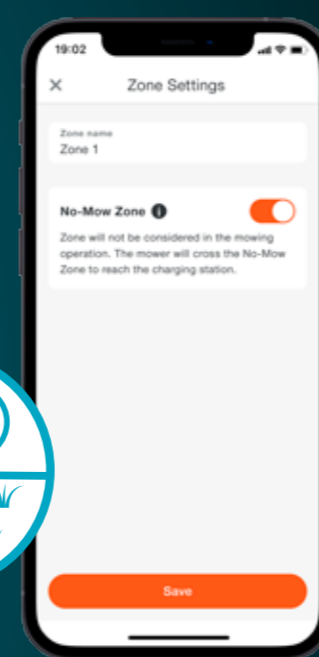 19:02
Zone Settings
Zone name
Zone 1
No-Mow Zone
Zone will not be considered in the mowing
operation. The mower will cross the No-Mow
Zone to reach the charging station.
Save